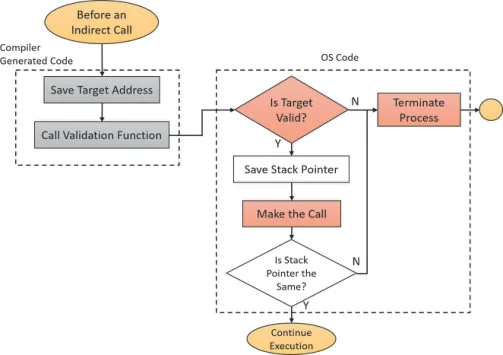 Before an
Indirect Call
Compiler
Generated Code
Save Target Address
Call Validation Function
OS Code
Is Target
Valid?
N
Terminate
Process
Y
Save Stack Pointer
Make the Call
Is Stack
Pointer the
Same?
N
Y
Continue
Execution